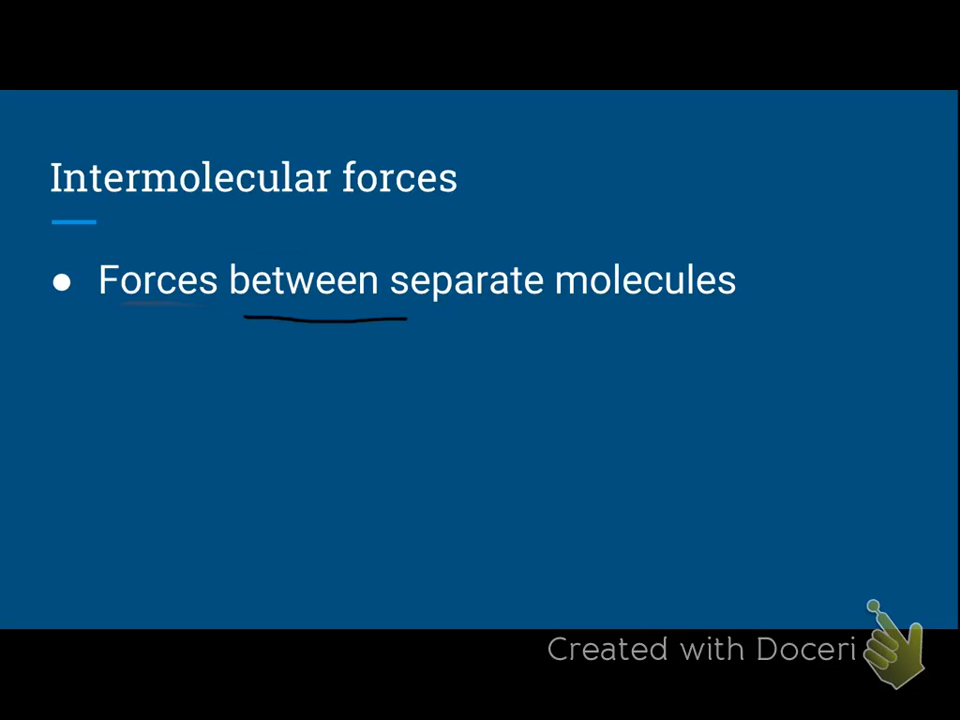 Intermolecular forces
● Forces between separate molecules
Created with Doceri